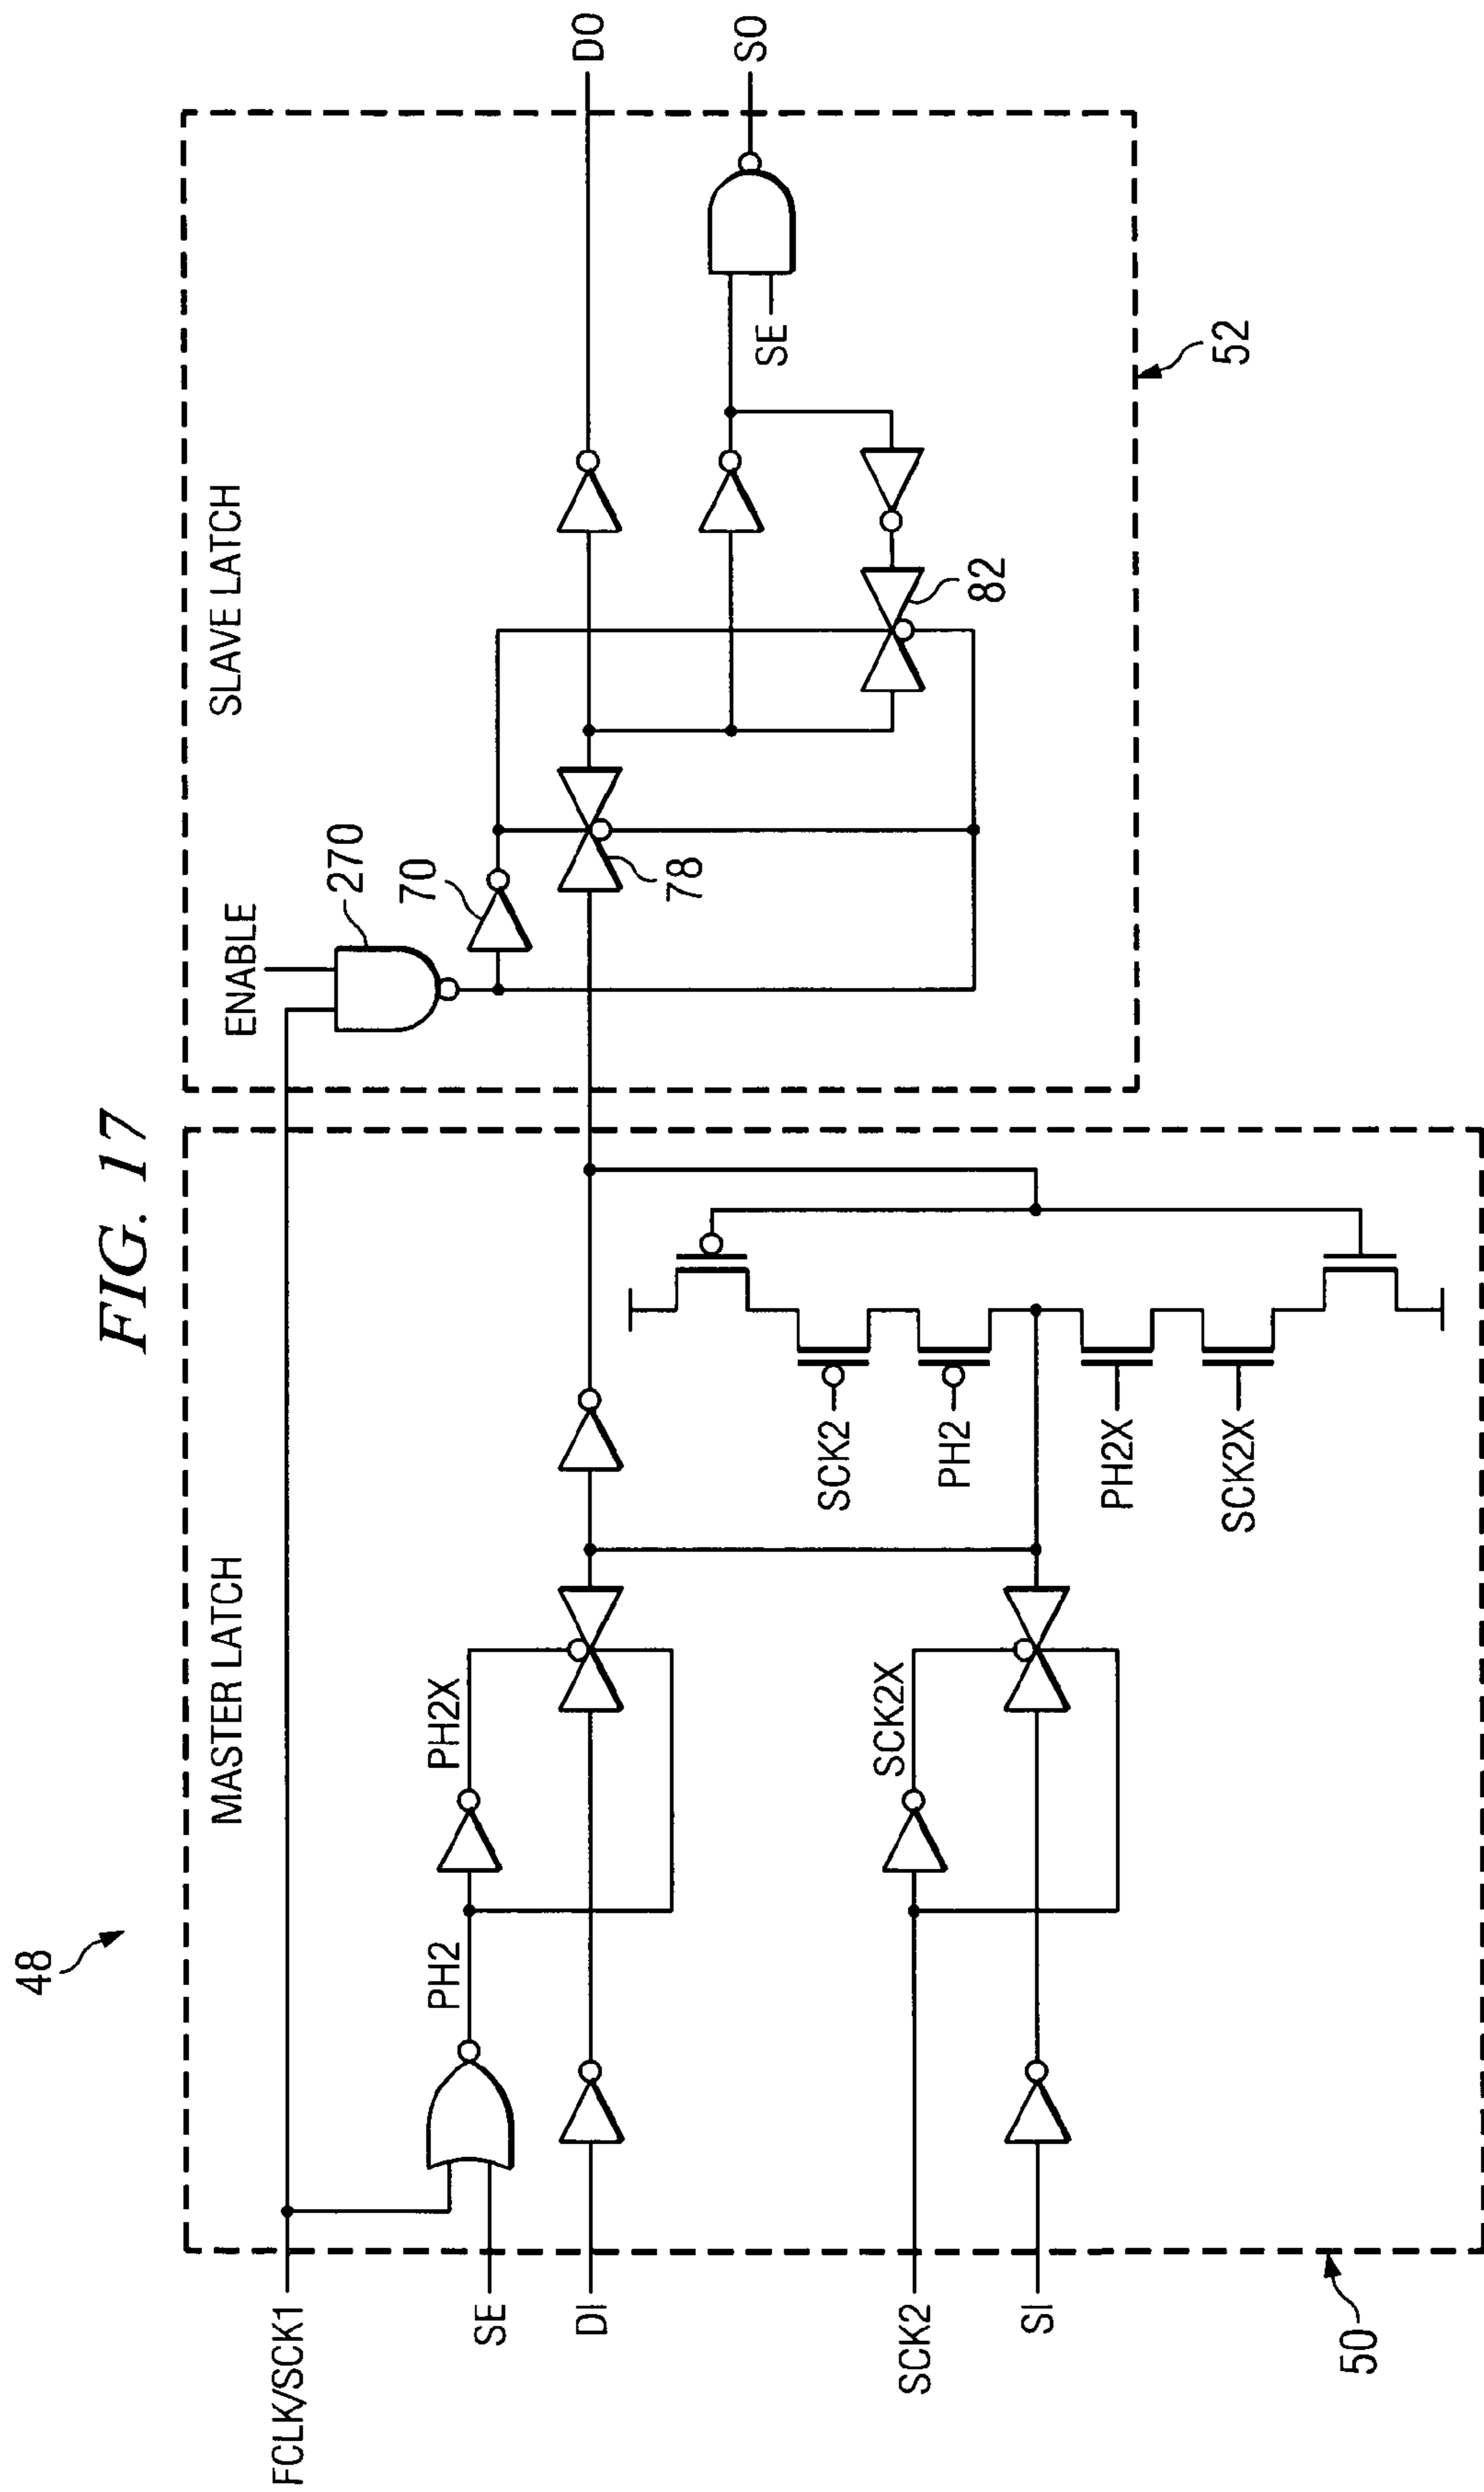 FIG. 17
48
MASTER LATCH
SLAVE LATCH
FCLK/SCK1
SE
DI
SCK2
SI
PH2
PH2X
SCK2X
SCK2
PH2
PH2X
SCK2X
50
ENABLE
270
70
78
82
SE
52
DO
SO